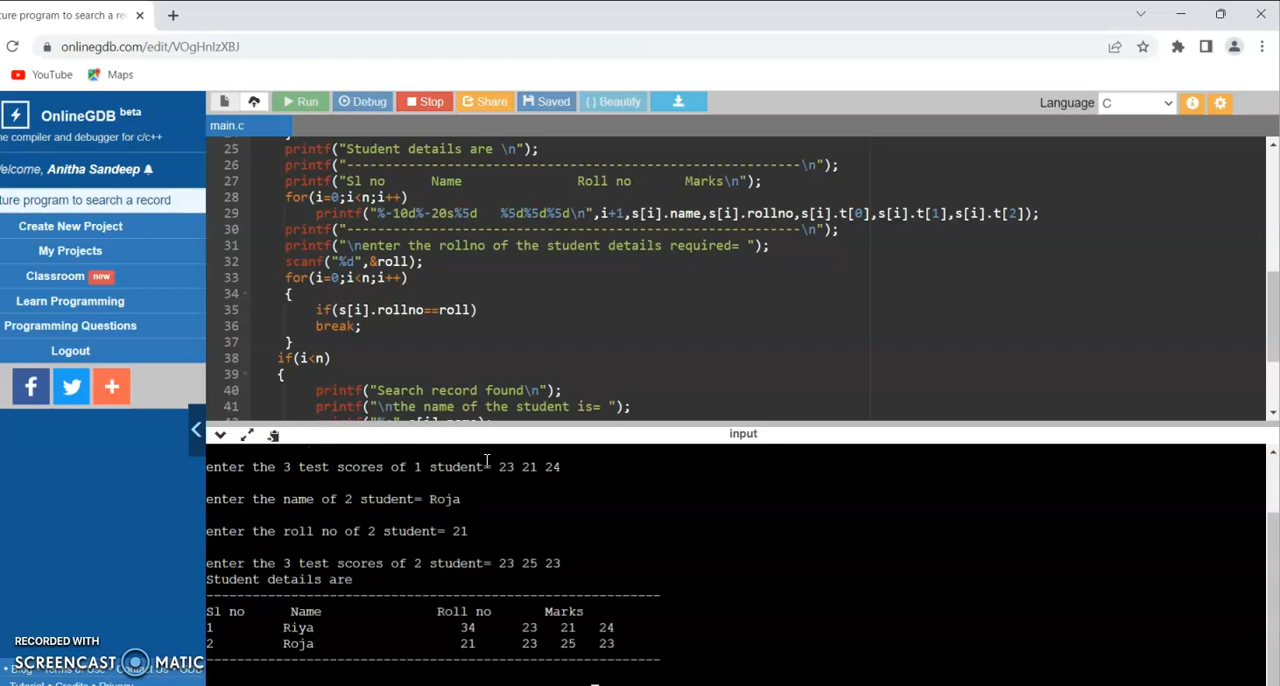 ture program to search a re
onlinegdb.com/edit/VOgHnIzXBJ
YouTube Maps
OnlineGDB beta
ne compiler and debugger for c/c++
elcome, Anitha Sandeep
ture program to search a record
Create New Project
My Projects
Classroom new
Learn Programming
Programming Questions
Logout
Run Debug Stop Share Saved { } Beautify
Language C
main.c
25 printf("Student details are \n");
26 printf("-----------------------------------------------------------\n");
27 printf("Sl no Name Roll no Marks\n");
28 for(i=0;i<n;i++)
29 printf("%-10d%-20s%5d %5d%5d%5d\n",i+1,s[i].name,s[i].rollno,s[i].t[0],s[i].t[1],s[i].t[2]);
30 printf("-----------------------------------------------------------\n");
31 printf("\nenter the rollno of the student details required= ");
32 scanf("%d",&roll);
33 for(i=0;i<n;i++)
34 {
35 if(s[i].rollno==roll)
36 break;
37 }
38 if(i<n)
39 {
40 printf("Search record found\n");
41 printf("\nthe name of the student is= ");
input
enter the 3 test scores of 1 student= 23 21 24
enter the name of 2 student= Roja
enter the roll no of 2 student= 21
enter the 3 test scores of 2 student= 23 25 23
Student details are
-----------------------------------------------------------
Sl no Name Roll no Marks
1 Riya 34 23 21 24
2 Roja 21 23 25 23
-----------------------------------------------------------
RECORDED WITH
SCREENCAST MATIC